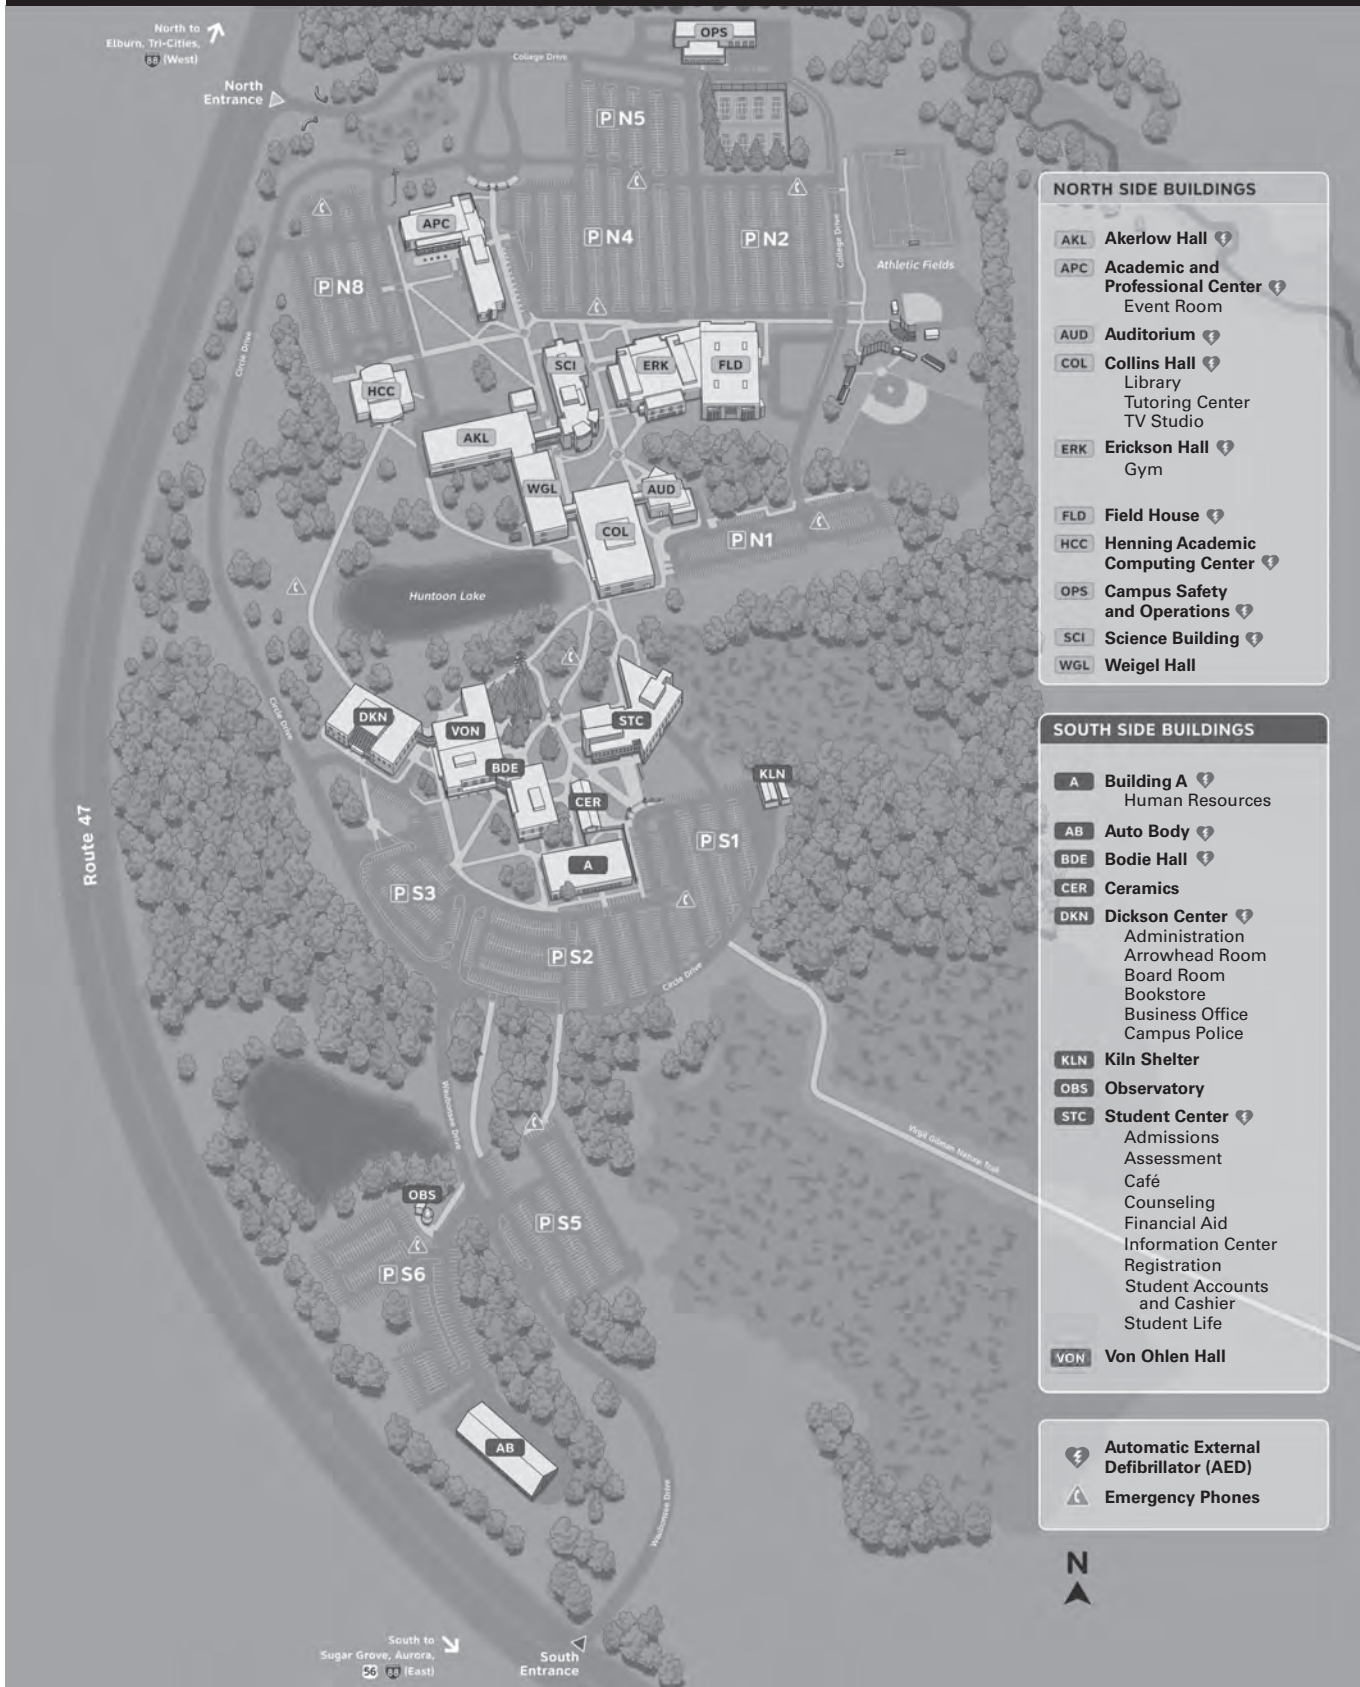 North to
Elburn, Tri-Cities,
88 (West)
North
Entrance
College Drive
OPS
P N5
APC
P N4
P N2
College Drive
Athletic Fields
P N8
Circle Drive
HCC
SCI
ERK
FLD
AKL
WGL
AUD
COL
P N1
Huntoon Lake
Circle Drive
DKN
VON
STC
BDE
KLN
CER
Route 47
P S1
A
P S3
P S2
Circle Drive
Waubonsee Drive
Virgil Gilman Nature Trail
OBS
P S5
P S6
AB
Waubonsee Drive
South to
Sugar Grove, Aurora,
56 88 (East)
South
Entrance
NORTH SIDE BUILDINGS
AKL Akerlow Hall
APC Academic and
Professional Center
Event Room
AUD Auditorium
COL Collins Hall
Library
Tutoring Center
TV Studio
ERK Erickson Hall
Gym
FLD Field House
HCC Henning Academic
Computing Center
OPS Campus Safety
and Operations
SCI Science Building
WGL Weigel Hall
SOUTH SIDE BUILDINGS
A Building A
Human Resources
AB Auto Body
BDE Bodie Hall
CER Ceramics
DKN Dickson Center
Administration
Arrowhead Room
Board Room
Bookstore
Business Office
Campus Police
KLN Kiln Shelter
OBS Observatory
STC Student Center
Admissions
Assessment
Café
Counseling
Financial Aid
Information Center
Registration
Student Accounts
and Cashier
Student Life
VON Von Ohlen Hall
Automatic External
Defibrillator (AED)
Emergency Phones
N